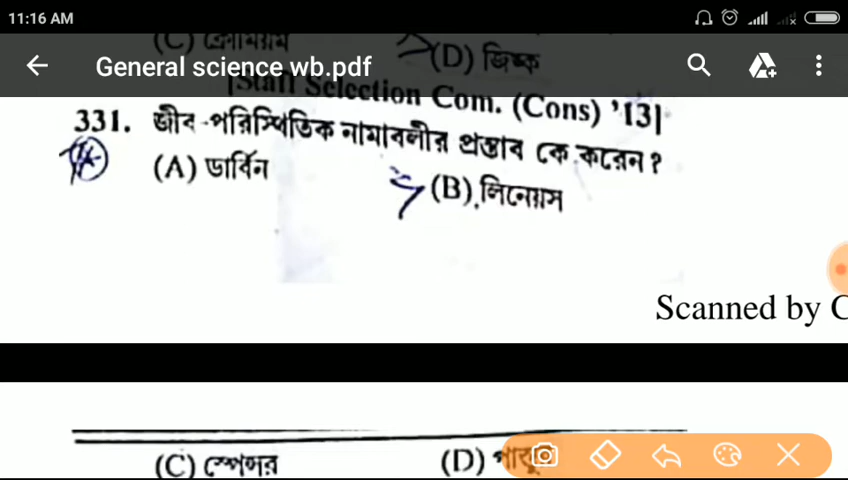 11:16 AM
(C) ক্রোমিয়াম (D) জিঙ্ক
General science wb.pdf
[Staff Selection Com. (Cons) '13]
331. জীব-পরিস্থিতিক নামাবলীর প্রস্তাব কে করেন?
(A) ডার্বিন (B) লিনেয়াস
Scanned by C
(C) স্পেন্সর (D)